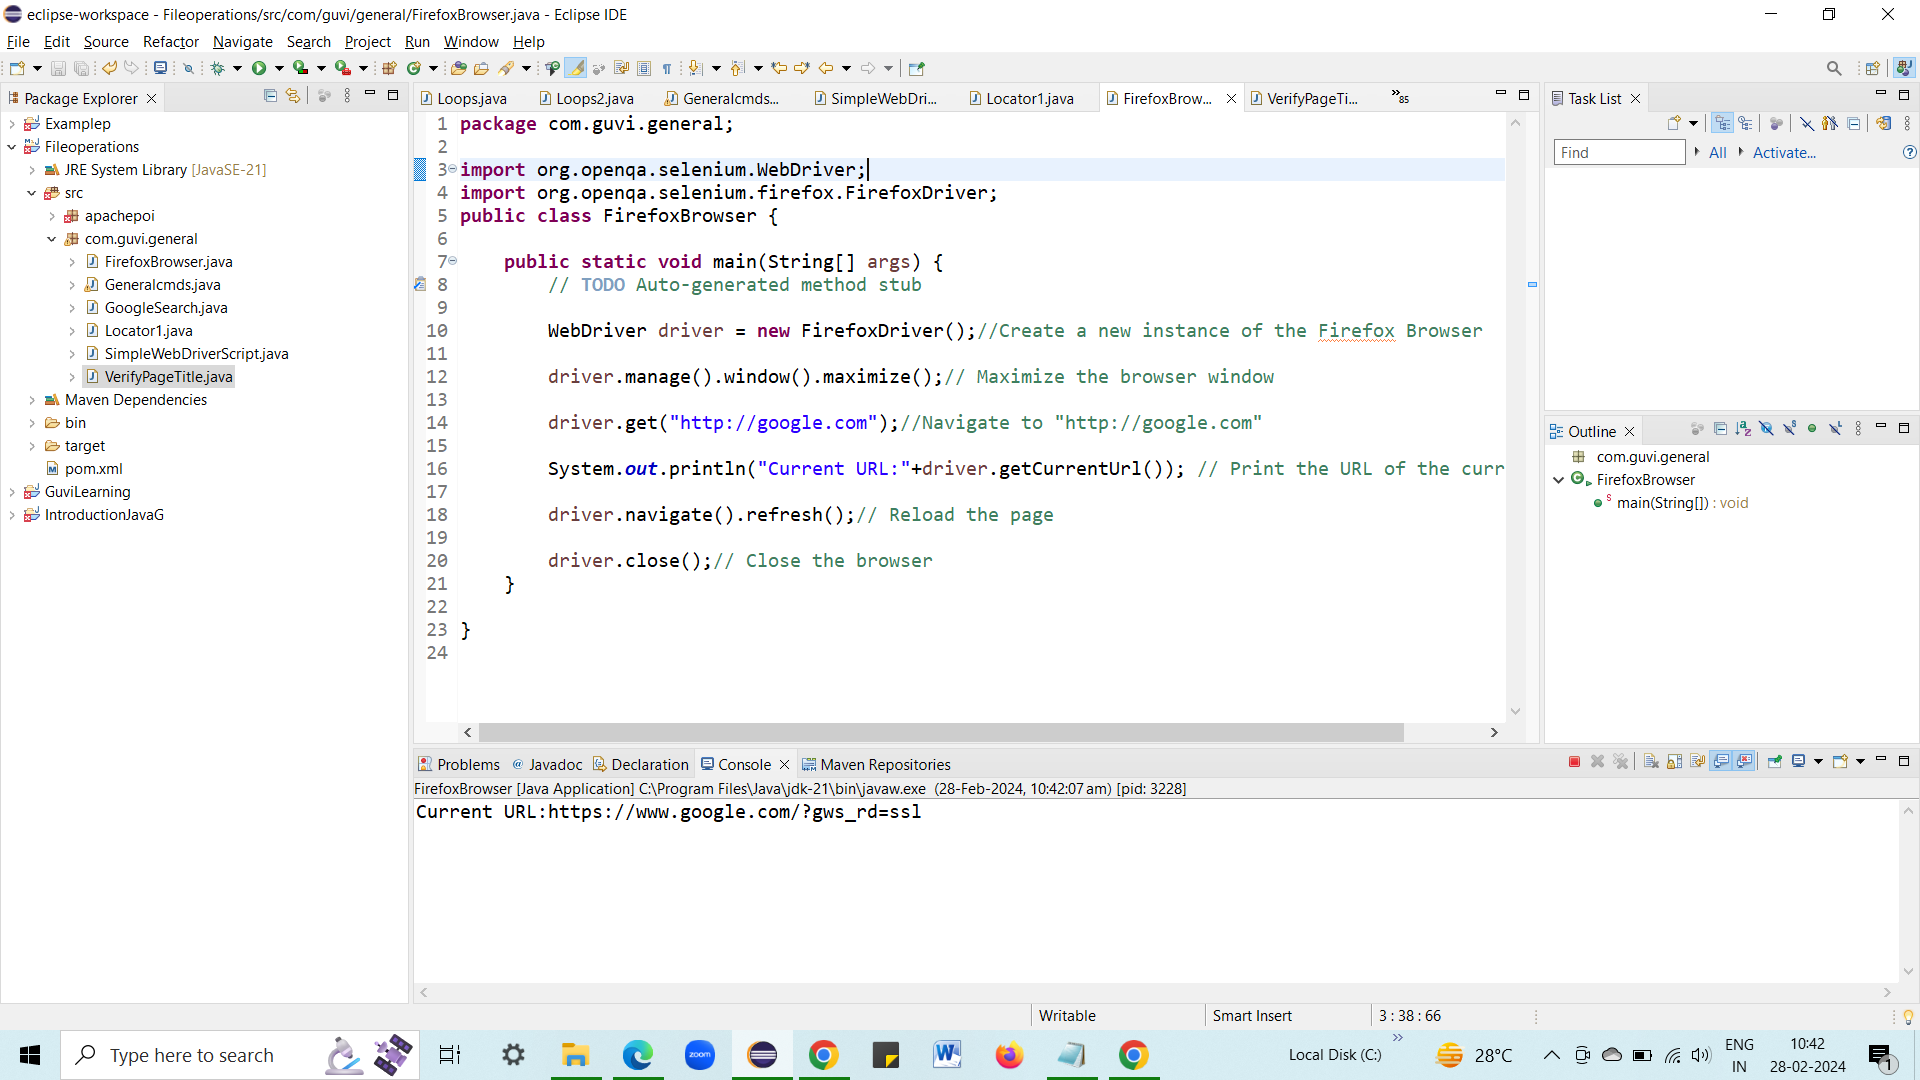 eclipse-workspace - Fileoperations/src/com/guvi/general/FirefoxBrowser.java - Eclipse IDE
File Edit Source Refactor Navigate Search Project Run Window Help
Package Explorer
Examplep
Fileoperations
JRE System Library [JavaSE-21]
src
apachepoi
com.guvi.general
FirefoxBrowser.java
Generalcmds.java
GoogleSearch.java
Locator1.java
SimpleWebDriverScript.java
VerifyPageTitle.java
Maven Dependencies
bin
target
pom.xml
GuviLearning
IntroductionJavaG
Loops.java Loops2.java Generalcmds... SimpleWebDri... Locator1.java FirefoxBrow... VerifyPageTi... »85
1 package com.guvi.general;
2
3 import org.openqa.selenium.WebDriver;
4 import org.openqa.selenium.firefox.FirefoxDriver;
5 public class FirefoxBrowser {
6
7 public static void main(String[] args) {
8 // TODO Auto-generated method stub
9
10 WebDriver driver = new FirefoxDriver();//Create a new instance of the Firefox Browser
11
12 driver.manage().window().maximize();// Maximize the browser window
13
14 driver.get("http://google.com");//Navigate to "http://google.com"
15
16 System.out.println("Current URL:"+driver.getCurrentUrl()); // Print the URL of the curr
17
18 driver.navigate().refresh();// Reload the page
19
20 driver.close();// Close the browser
21 }
22
23 }
24
Task List
Find All Activate...
Outline
com.guvi.general
FirefoxBrowser
main(String[]) : void
Problems Javadoc Declaration Console Maven Repositories
FirefoxBrowser [Java Application] C:\Program Files\Java\jdk-21\bin\javaw.exe (28-Feb-2024, 10:42:07 am) [pid: 3228]
Current URL:https://www.google.com/?gws_rd=ssl
Writable Smart Insert 3 : 38 : 66
Type here to search
zoom
Local Disk (C:) »
28°C
ENG
IN
10:42
28-02-2024
1